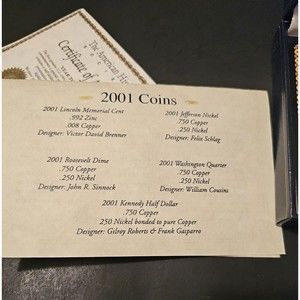 The American Hi
Certificate of
2001 Coins
2001 Lincoln Memorial Cent
.992 Zinc
.008 Copper
Designer: Victor David Brenner
2001 Jefferson Nickel
.750 Copper
.250 Nickel
Designer: Felix Schlag
2001 Roosevelt Dime
.750 Copper
.250 Nickel
Designer: John R. Sinnock
2001 Washington Quarter
.750 Copper
.250 Nickel
Designer: William Cousins
2001 Kennedy Half Dollar
.750 Copper
.250 Nickel bonded to pure Copper
Designer: Gilroy Roberts & Frank Gasparro